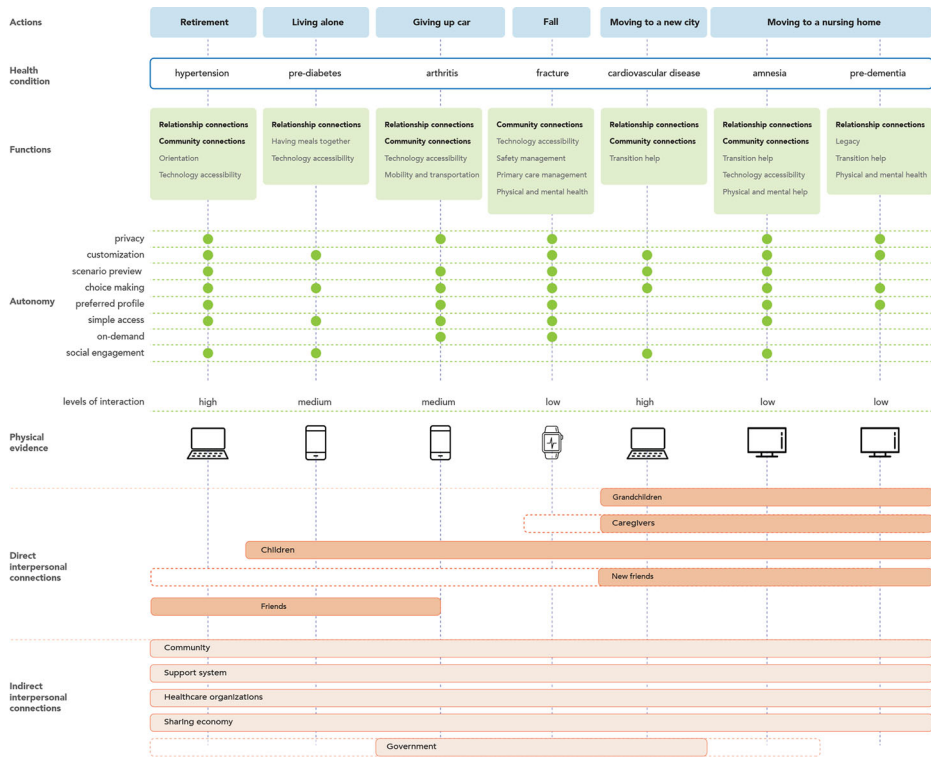 Actions
Retirement
Living alone
Giving up car
Fall
Moving to a new city
Moving to a nursing home
Health
condition
hypertension
pre-diabetes
arthritis
fracture
cardiovascular disease
amnesia
pre-dementia
Functions
Relationship connections
Community connections
Orientation
Technology accessibility
Relationship connections
Having meals together
Technology accessibility
Relationship connections
Community connections
Technology accessibility
Mobility and transportation
Community connections
Technology accessibility
Safety management
Primary care management
Physical and mental health
Relationship connections
Community connections
Transition help
Relationship connections
Community connections
Transition help
Technology accessibility
Physical and mental help
Relationship connections
Legacy
Transition help
Physical and mental health
Autonomy
privacy
customization
scenario preview
choice making
preferred profile
simple access
on-demand
social engagement
levels of interaction
high
medium
medium
low
high
low
low
Physical
evidence
Direct
interpersonal
connections
Grandchildren
Caregivers
Children
New friends
Friends
Indirect
interpersonal
connections
Community
Support system
Healthcare organizations
Sharing economy
Government